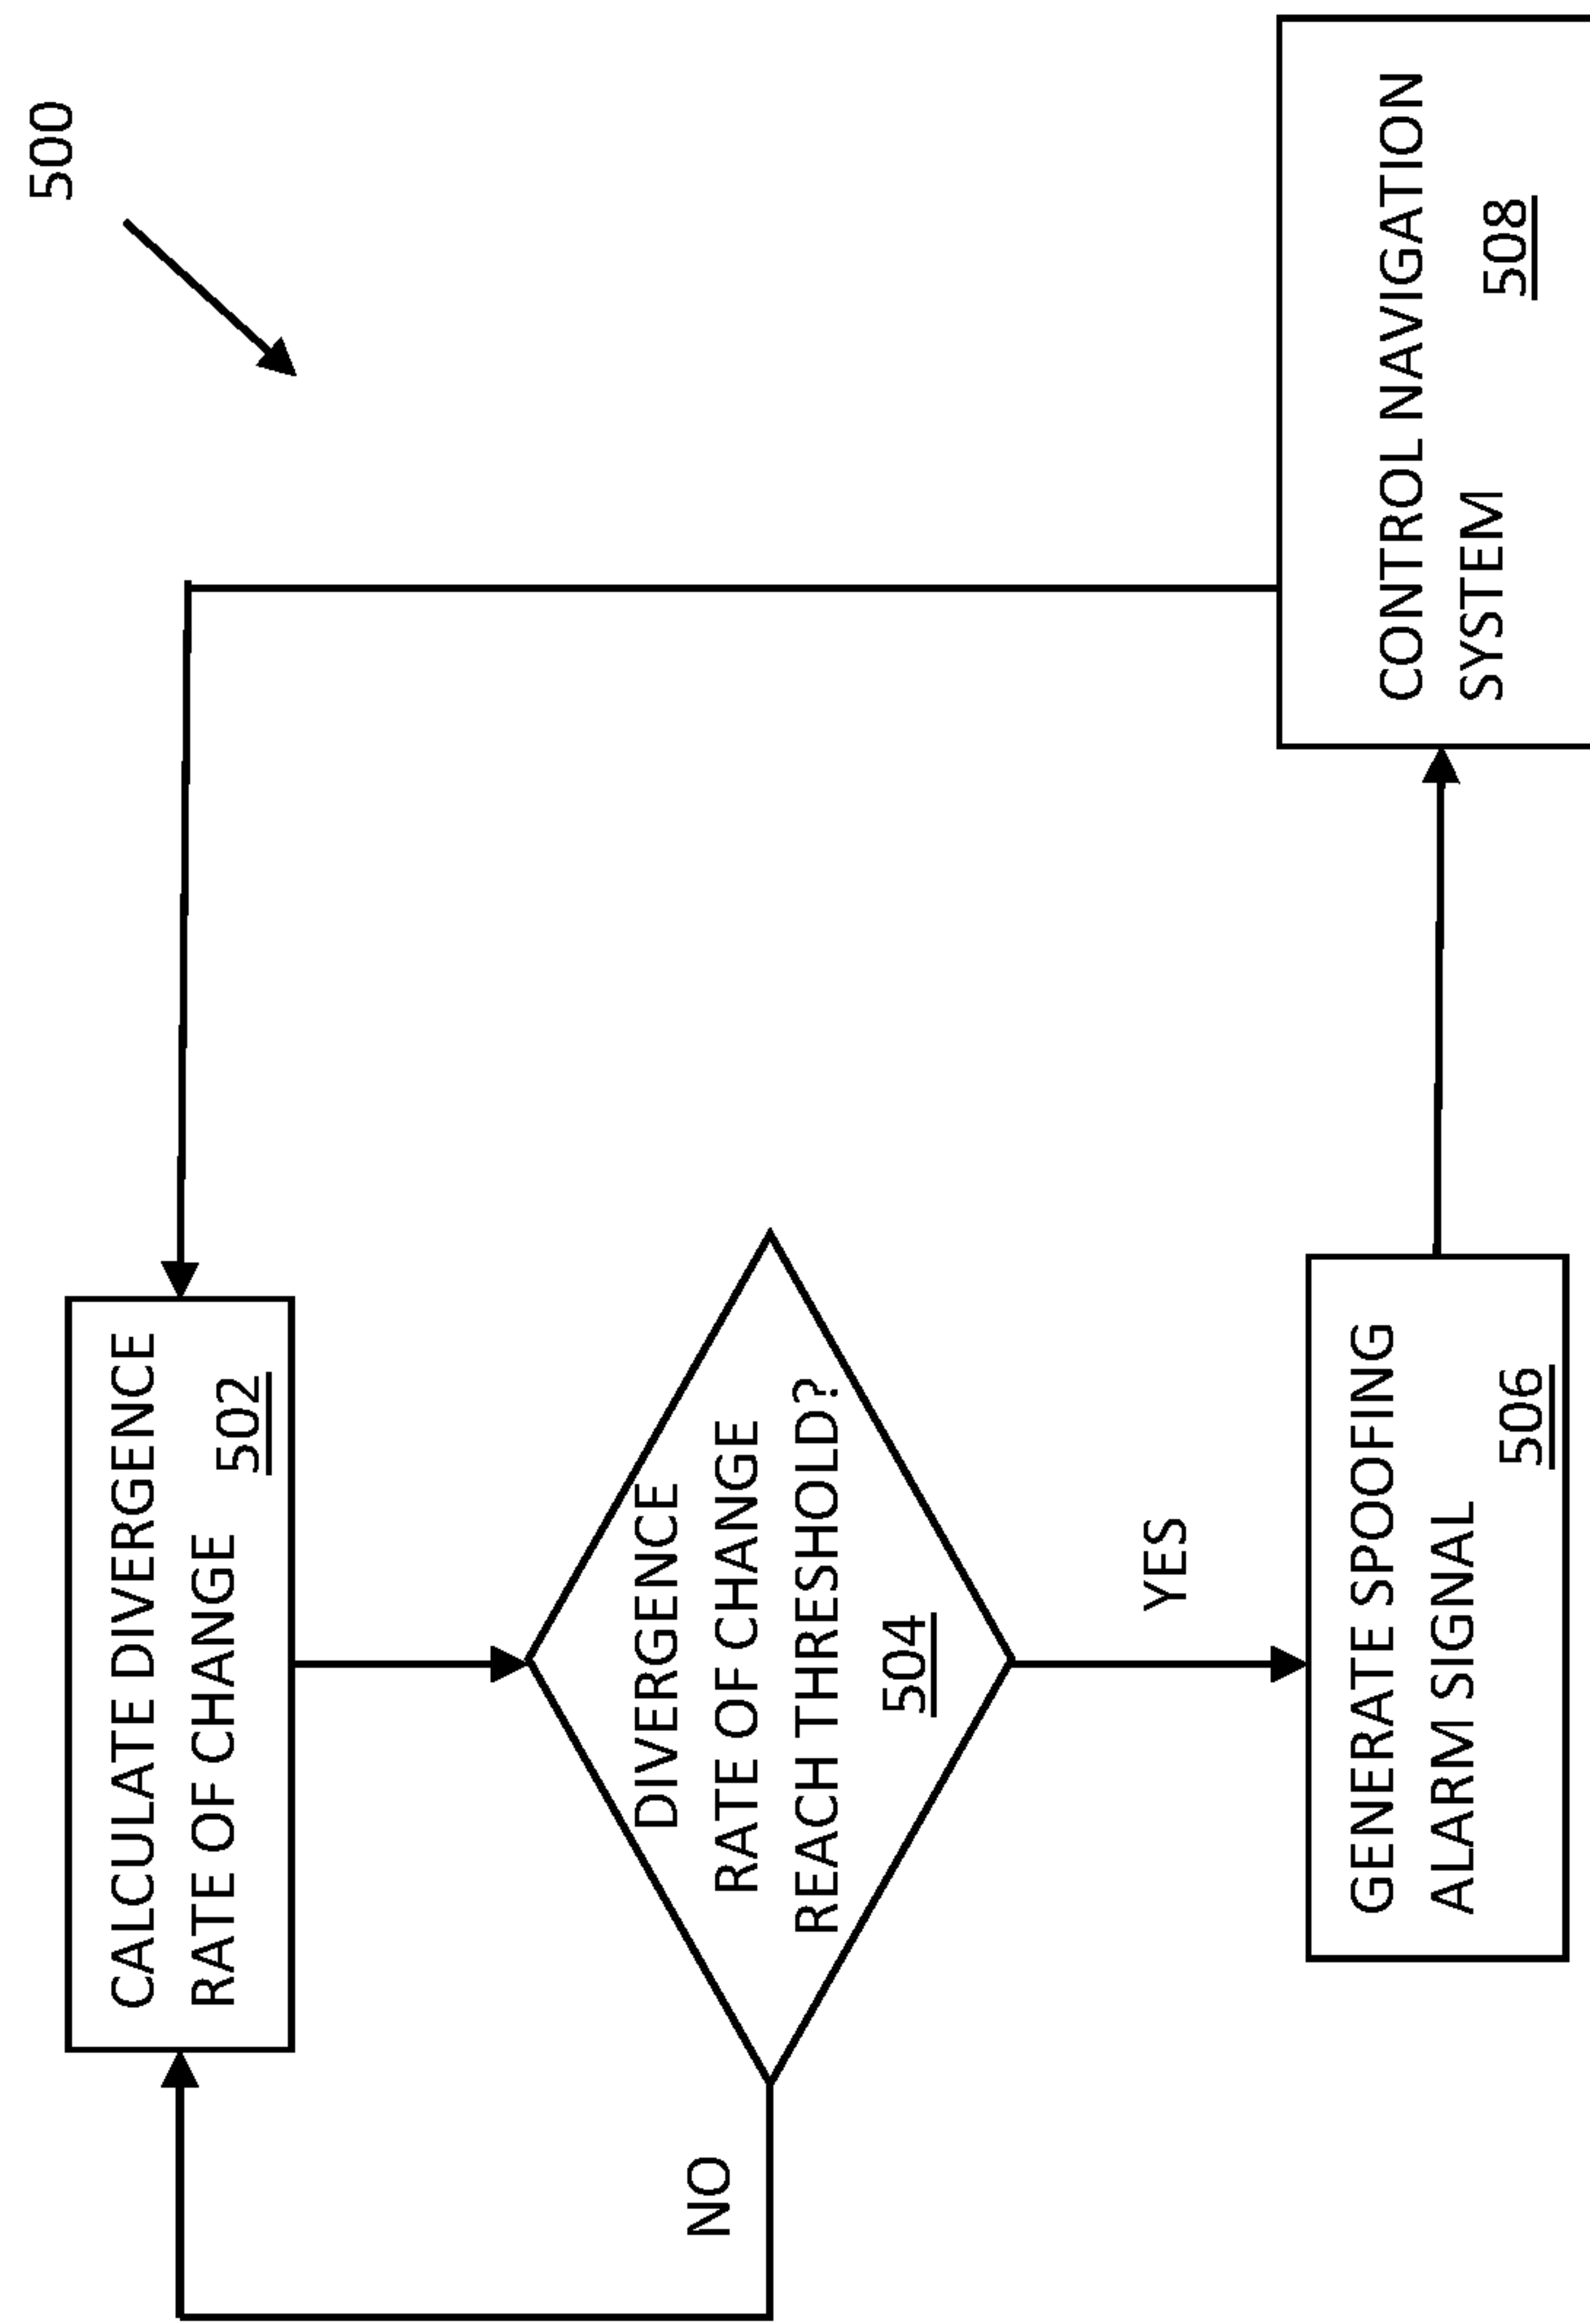 500
CALCULATE DIVERGENCE
RATE OF CHANGE
502
DIVERGENCE
RATE OF CHANGE
REACH THRESHOLD?
504
NO
YES
GENERATE SPOOFING
ALARM SIGNAL
506
CONTROL NAVIGATION
SYSTEM
508